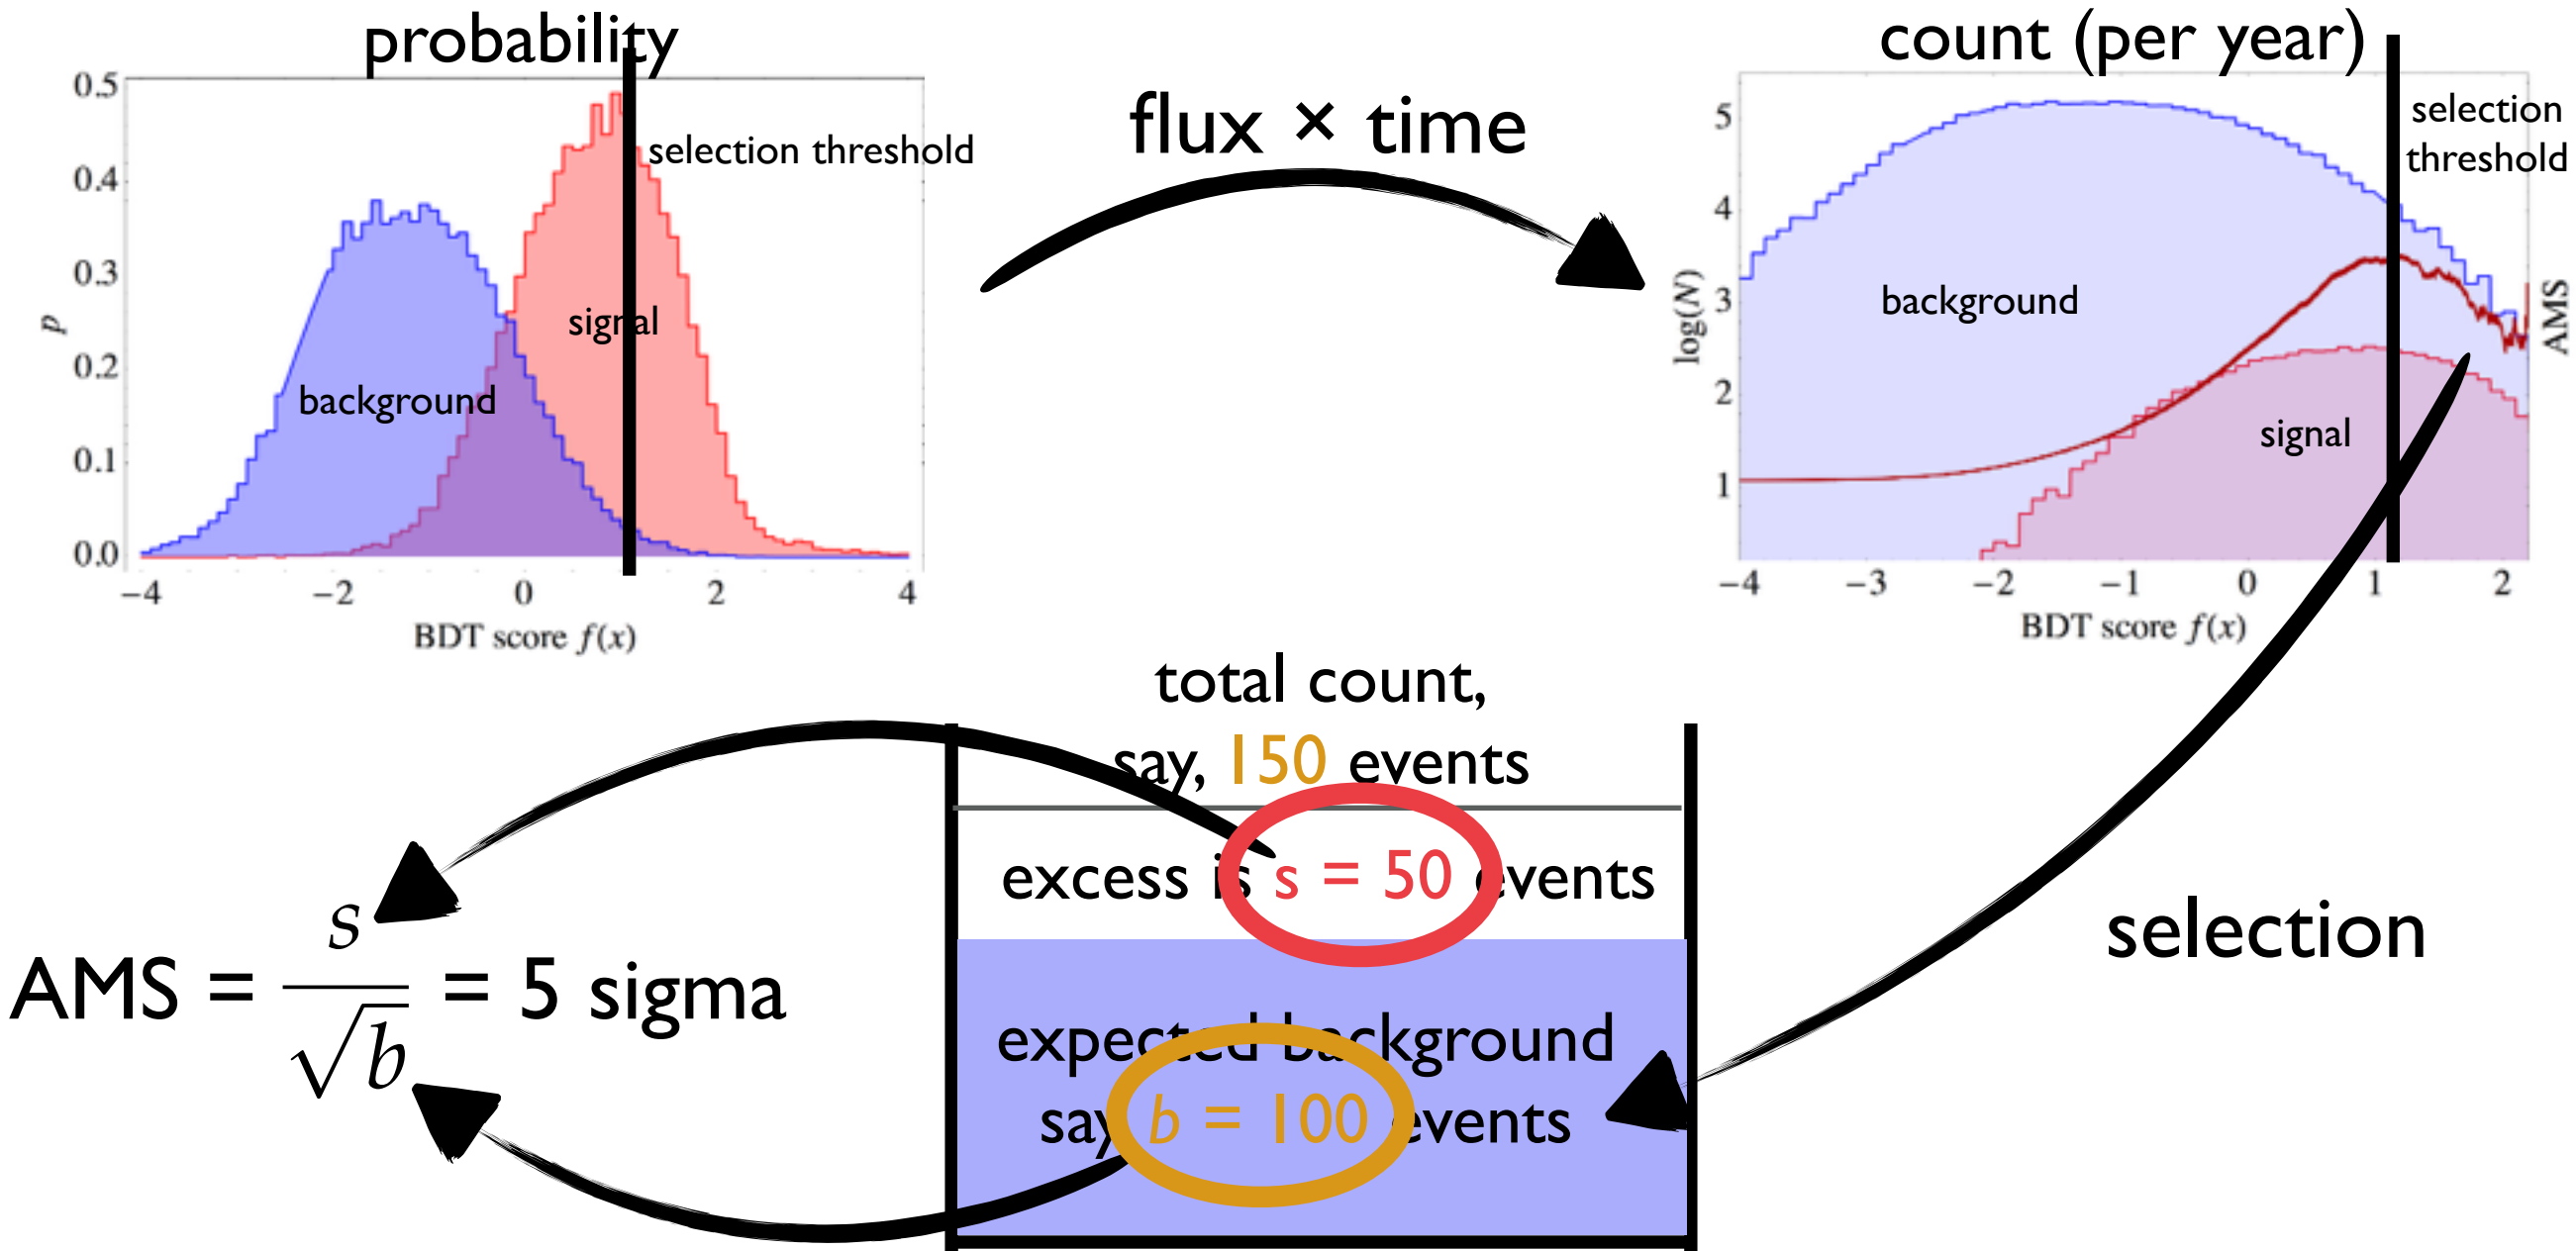 probability
0.5
0.4
0.3
0.2
0.1
0.0
p
−4 −2 0 2 4
BDT score f(x)
selection threshold
signal
background
flux × time
count (per year)
selection
threshold
5
4
3
2
1
log(N)
AMS
background
signal
−4 −3 −2 −1 0 1 2
BDT score f(x)
total count,
say, 150 events
excess is s = 50 events
expected background
say b = 100 events
selection
AMS = s / √b = 5 sigma